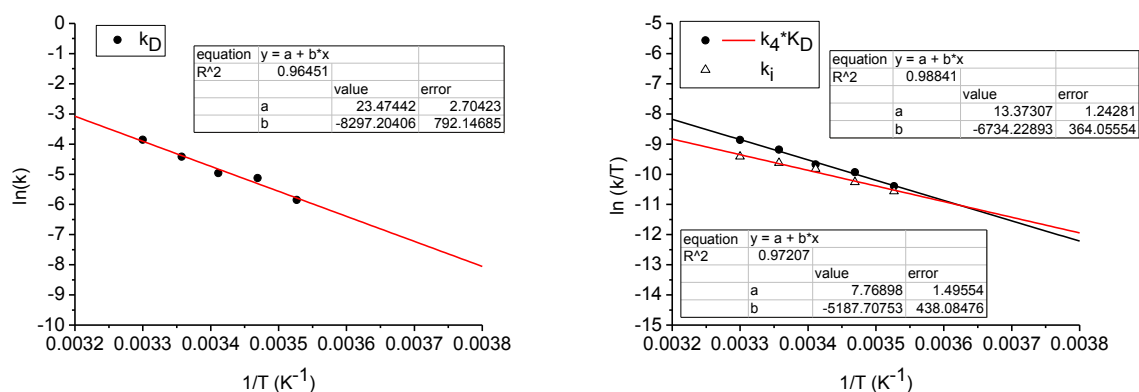 0
-1
-2
-3
-4
-5
-6
-7
-8
-9
-10
ln(k)
0.0032 0.0033 0.0034 0.0035 0.0036 0.0037 0.0038
1/T (K⁻¹)
k_D
equation y = a + b*x
R^2 0.96451
value error
a 23.47442 2.70423
b -8297.20406 792.14685
-5
-6
-7
-8
-9
-10
-11
-12
-13
-14
-15
ln (k/T)
0.0032 0.0033 0.0034 0.0035 0.0036 0.0037 0.0038
1/T (K⁻¹)
k₄*K_D
k_i
equation y = a + b*x
R^2 0.98841
value error
a 13.37307 1.24281
b -6734.22893 364.05554
equation y = a + b*x
R^2 0.97207
value error
a 7.76898 1.49554
b -5187.70753 438.08476